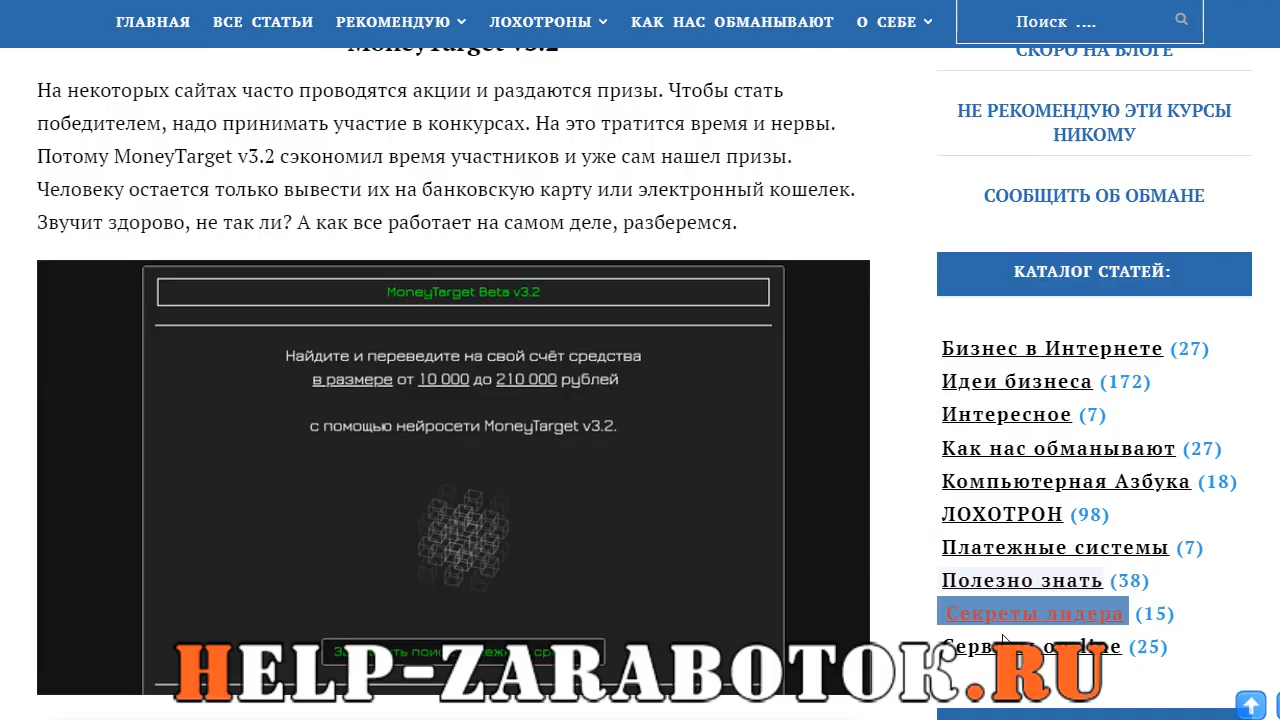 ГЛАВНАЯ ВСЕ СТАТЬИ РЕКОМЕНДУЮ ЛОХОТРОНЫ КАК НАС ОБМАНЫВАЮТ О СЕБЕ Поиск ....
MoneyTarget v3.2
На некоторых сайтах часто проводятся акции и раздаются призы. Чтобы стать
победителем, надо принимать участие в конкурсах. На это тратится время и нервы.
Потому MoneyTarget v3.2 сэкономил время участников и уже сам нашел призы.
Человеку остается только вывести их на банковскую карту или электронный кошелек.
Звучит здорово, не так ли? А как все работает на самом деле, разберемся.
MoneyTarget Beta v3.2
Найдите и переведите на свой счёт средства
в размере от 10 000 до 210 000 рублей
с помощью нейросети MoneyTarget v3.2.
HELP-ZARABOTOK.RU
СКОРО НА БЛОГЕ
НЕ РЕКОМЕНДУЮ ЭТИ КУРСЫ
НИКОМУ
СООБЩИТЬ ОБ ОБМАНЕ
КАТАЛОГ СТАТЕЙ:
Бизнес в Интернете (27)
Идеи бизнеса (172)
Интересное (7)
Как нас обманывают (27)
Компьютерная Азбука (18)
ЛОХОТРОН (98)
Платежные системы (7)
Полезно знать (38)
Секреты лидера (15)
(25)